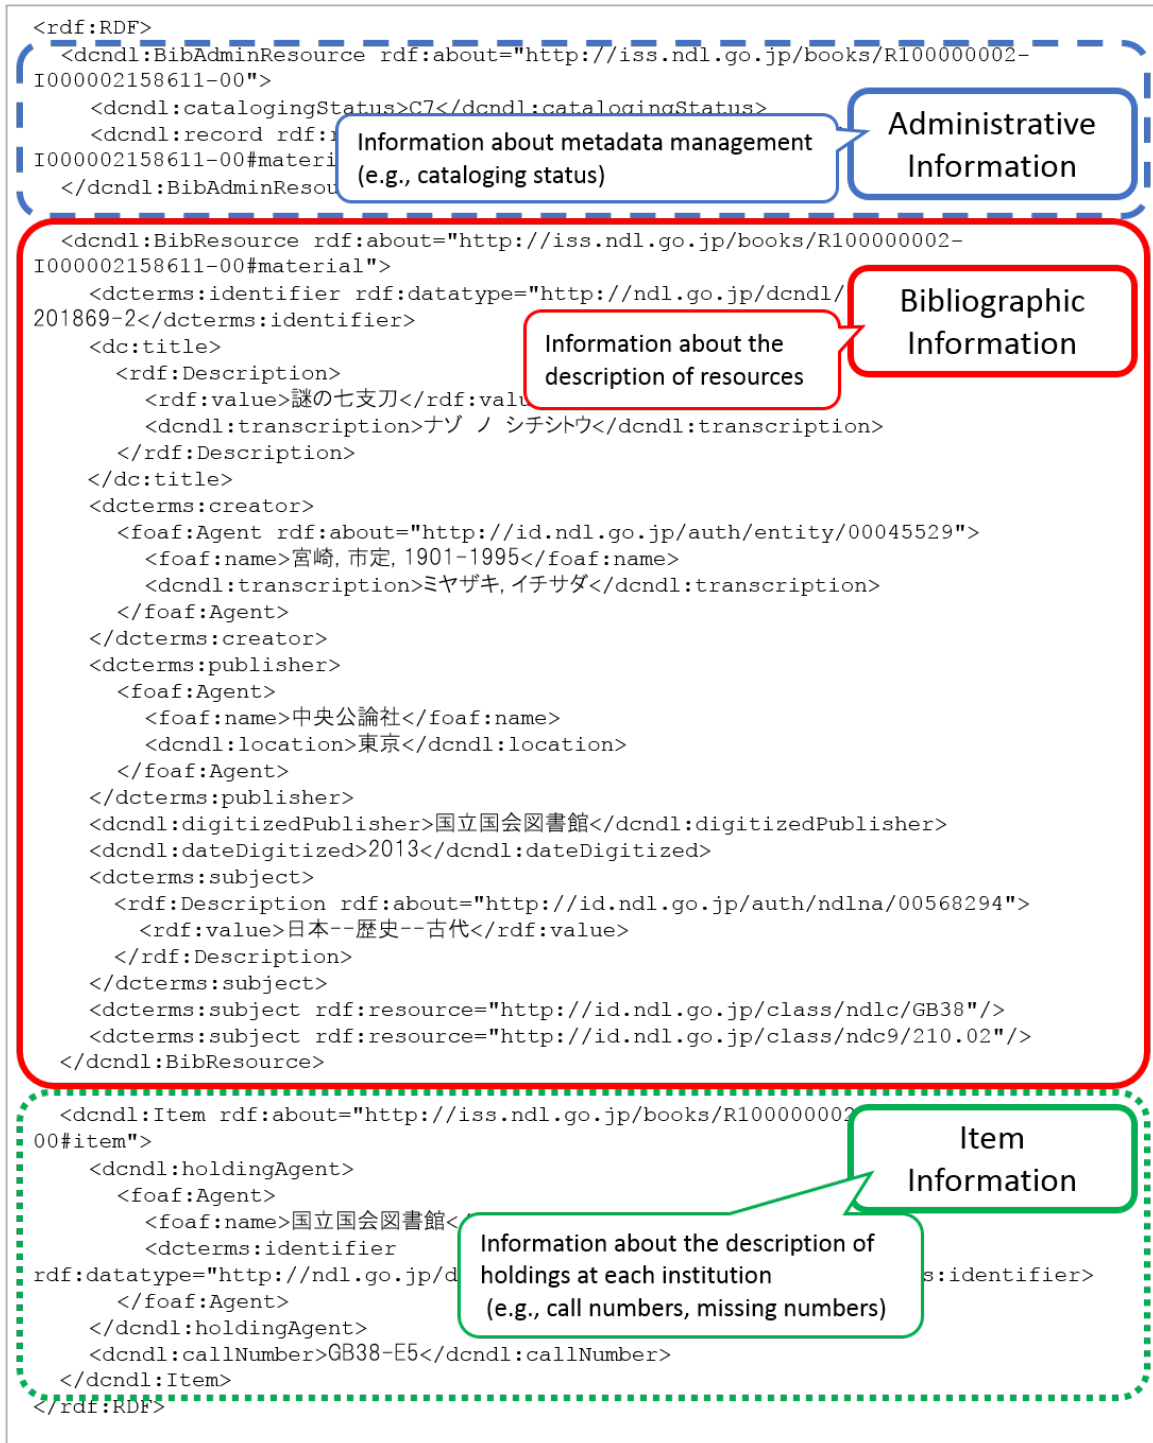 <rdf:RDF>
<dcndl:BibAdminResource rdf:about="http://iss.ndl.go.jp/books/R100000002-
I000002158611-00">
<dcndl:catalogingStatus>C7</dcndl:catalogingStatus>
<dcndl:record rdf:
I000002158611-00#materi
</dcndl:BibAdminResou
Information about metadata management
(e.g., cataloging status)
Administrative
Information
<dcndl:BibResource rdf:about="http://iss.ndl.go.jp/books/R100000002-
I000002158611-00#material">
<dcterms:identifier rdf:datatype="http://ndl.go.jp/dcndl/
201869-2</dcterms:identifier>
Bibliographic
Information
Information about the
description of resources
<dc:title>
<rdf:Description>
<rdf:value>謎の七支刀</rdf:valu
<dcndl:transcription>ナゾ ノ シチシトウ</dcndl:transcription>
</rdf:Description>
</dc:title>
<dcterms:creator>
<foaf:Agent rdf:about="http://id.ndl.go.jp/auth/entity/00045529">
<foaf:name>宮崎, 市定, 1901-1995</foaf:name>
<dcndl:transcription>ミヤザキ, イチサダ</dcndl:transcription>
</foaf:Agent>
</dcterms:creator>
<dcterms:publisher>
<foaf:Agent>
<foaf:name>中央公論社</foaf:name>
<dcndl:location>東京</dcndl:location>
</foaf:Agent>
</dcterms:publisher>
<dcndl:digitizedPublisher>国立国会図書館</dcndl:digitizedPublisher>
<dcndl:dateDigitized>2013</dcndl:dateDigitized>
<dcterms:subject>
<rdf:Description rdf:about="http://id.ndl.go.jp/auth/ndlna/00568294">
<rdf:value>日本--歴史--古代</rdf:value>
</rdf:Description>
</dcterms:subject>
<dcterms:subject rdf:resource="http://id.ndl.go.jp/class/ndlc/GB38"/>
<dcterms:subject rdf:resource="http://id.ndl.go.jp/class/ndc9/210.02"/>
</dcndl:BibResource>
<dcndl:Item rdf:about="http://iss.ndl.go.jp/books/R100000002
00#item">
Item
Information
<dcndl:holdingAgent>
<foaf:Agent>
<foaf:name>国立国会図書館<
<dcterms:identifier
rdf:datatype="http://ndl.go.jp/d s:identifier>
Information about the description of
holdings at each institution
(e.g., call numbers, missing numbers)
</foaf:Agent>
</dcndl:holdingAgent>
<dcndl:callNumber>GB38-E5</dcndl:callNumber>
</dcndl:Item>
</rdf:RDF>